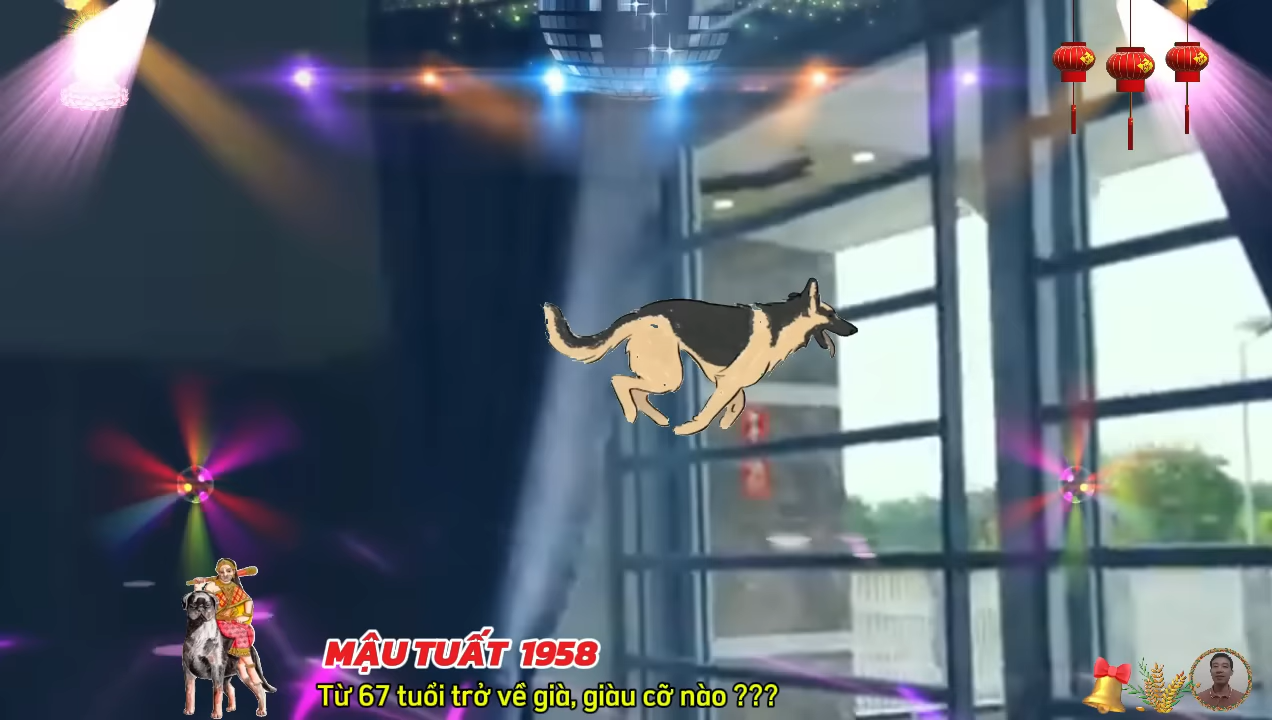 MẬU TUẤT 1958
Từ 67 tuổi trở về già, giàu cỡ nào ???